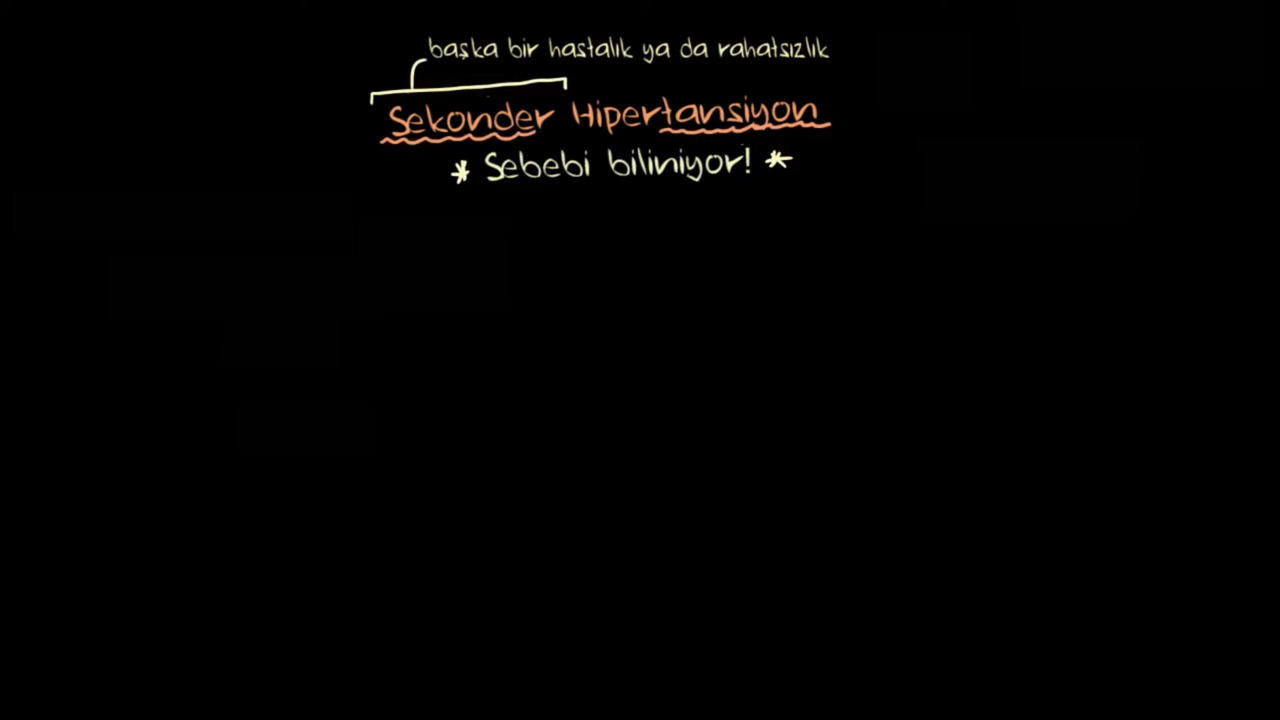 başka bir hastalık ya da rahatsızlık
Sekonder Hipertansiyon
* Sebebi biliniyor! *